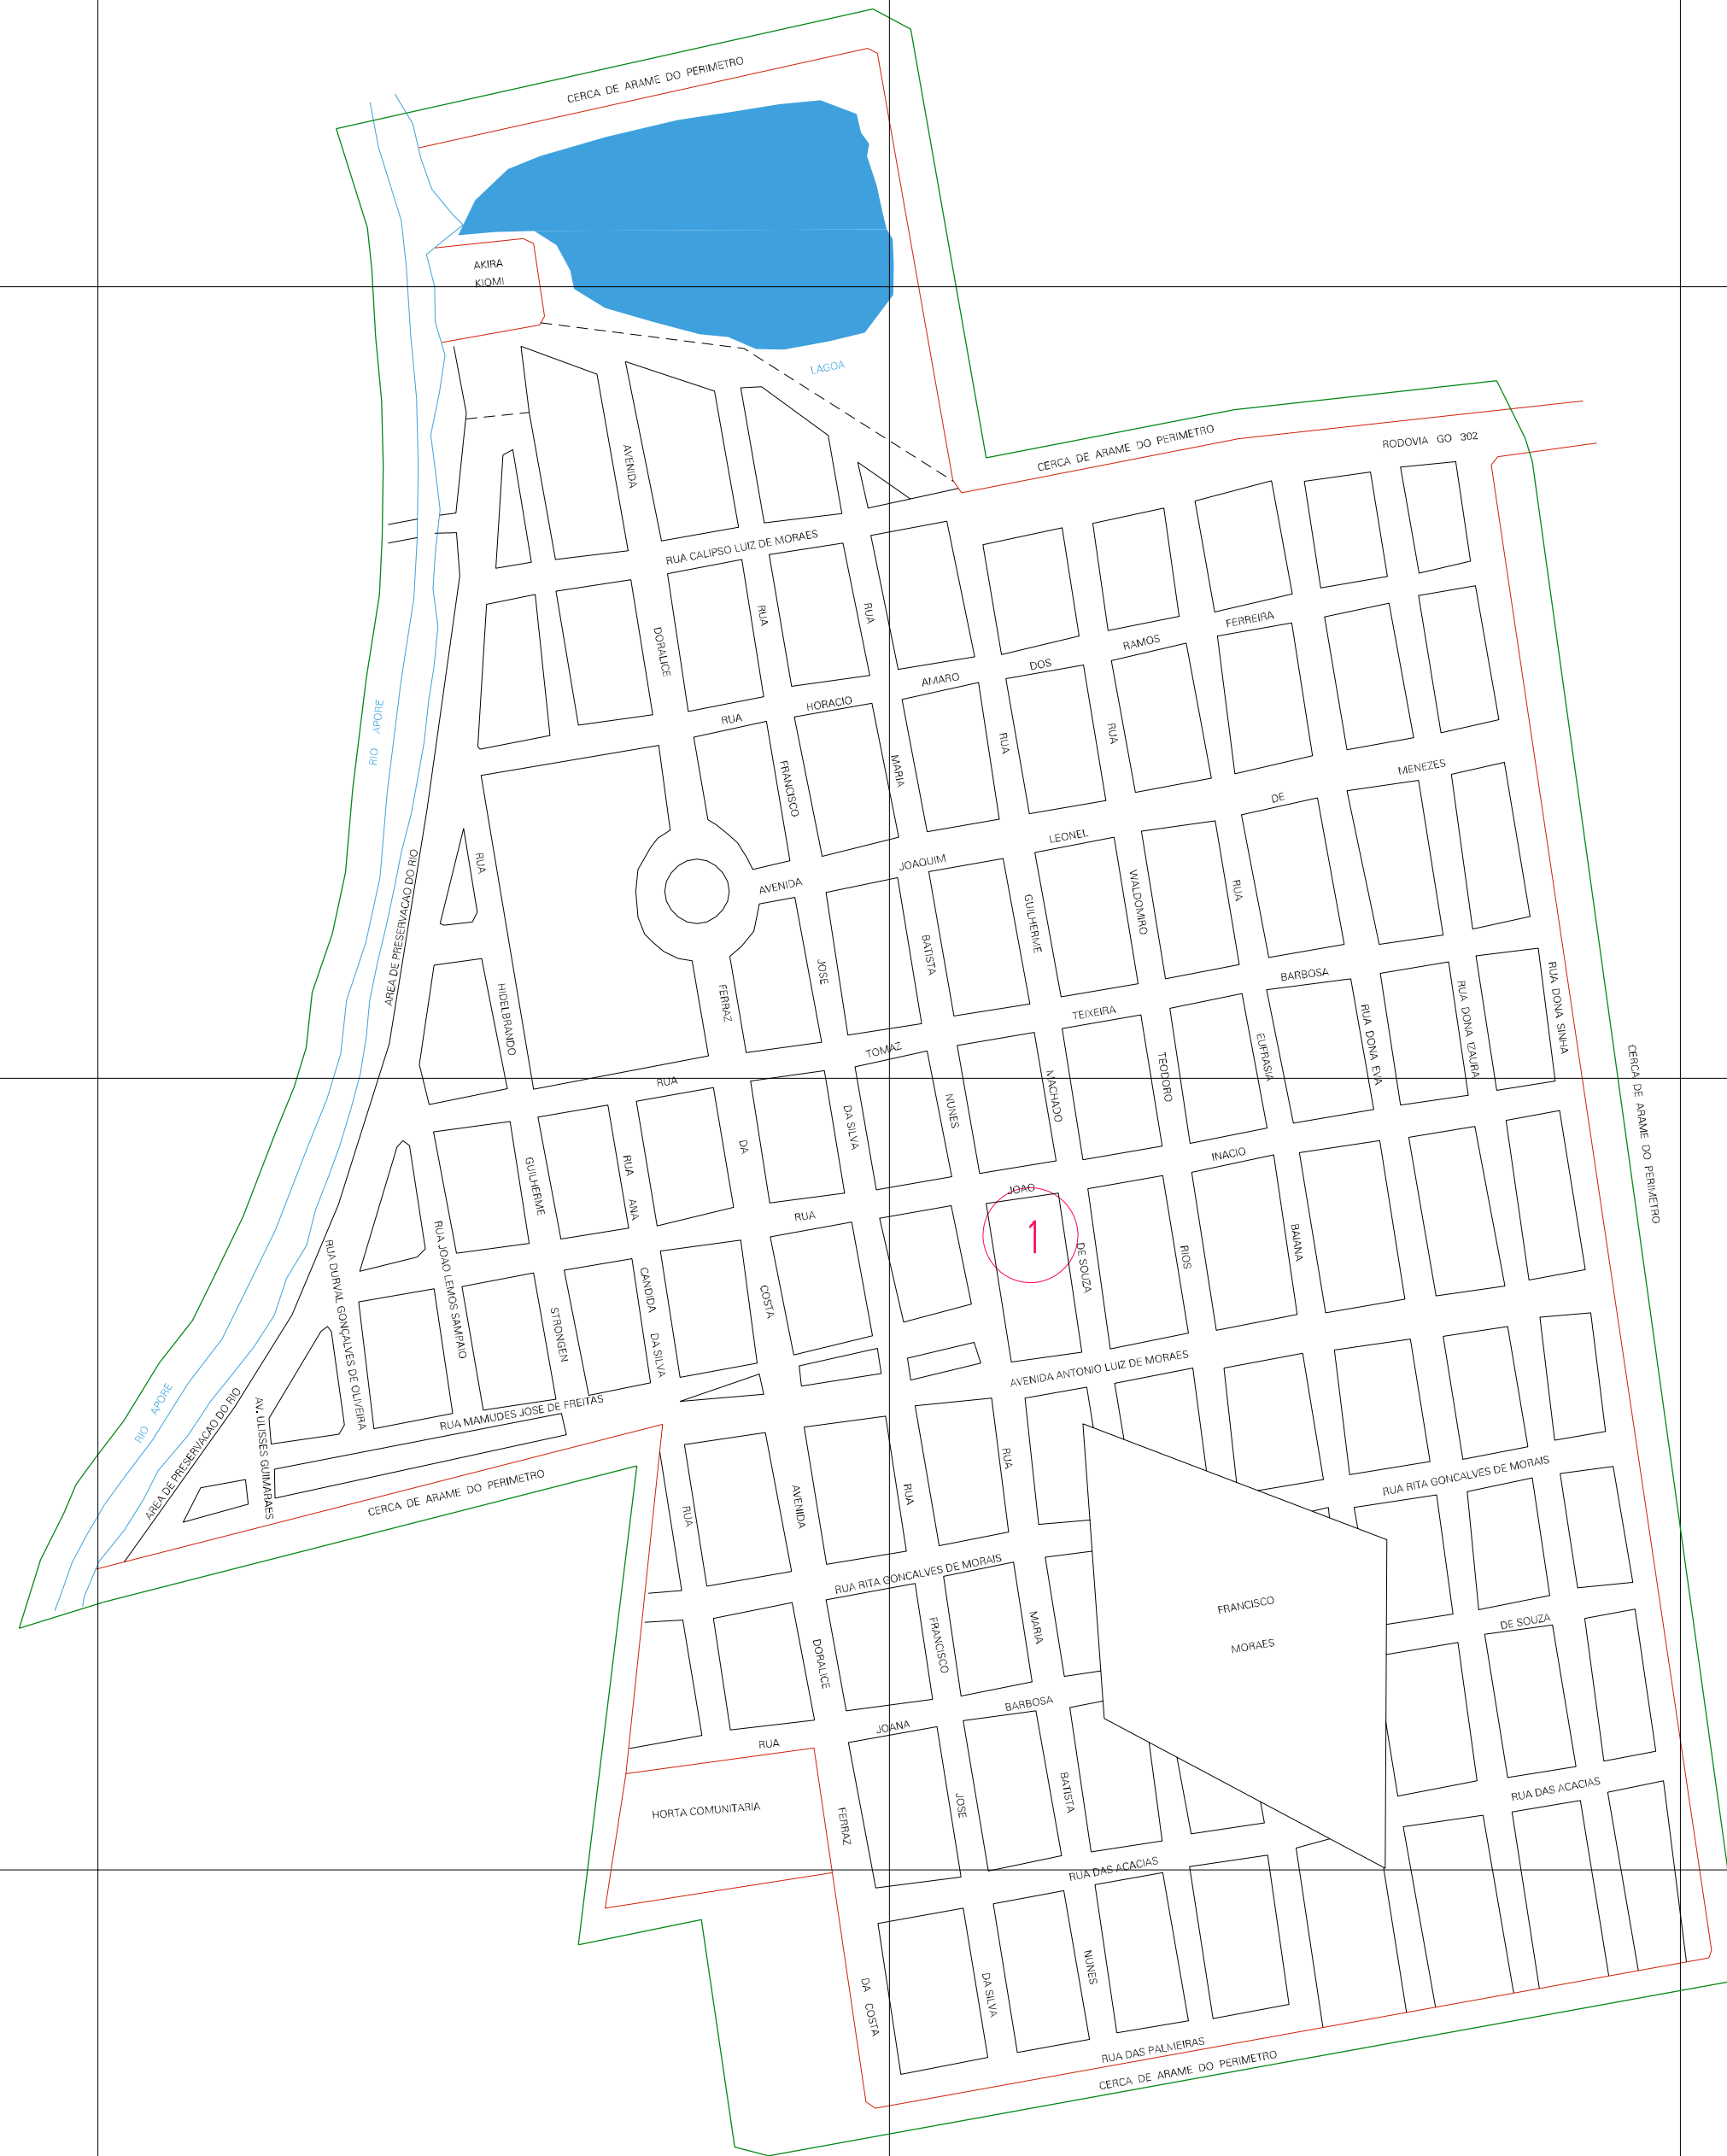 CERCA DE ARAME DO PERIMETRO
AKIRA
KIOMI
LAGOA
CERCA DE ARAME DO PERIMETRO
RODOVIA GO 302
AVENIDA
RUA CALIPSO LUIZ DE MORAES
RUA
RUA
DORALICE
FERREIRA
RAMOS
DOS
AMARO
HORACIO
RUA
RIO APORE
RUA
RUA
MARIA
FRANCISCO
MENEZES
DE
LEONEL
JOAQUIM
AVENIDA
RUA
AREA DE PRESERVACAO DO RIO
GUILHERME
WALDOMIRO
RUA
BATISTA
JOSE
FERRAZ
HIDELBRANDO
BARBOSA
TEIXEIRA
TOMAZ
RUA
RUA DONA SINHA
RUA DONA IZAURA
RUA DONA EVA
EUFRASIA
TEODORO
MACHADO
NUNES
DA SILVA
DA
CERCA DE ARAME DO PERIMETRO
INACIO
JOAO
1
RUA
GUILHERME
RUA ANA
RUA JOAO LEMOS SAMPAIO
RUA DURVAL GONÇALVES DE OLIVEIRA
DE SOUZA
RIOS
BAIANA
COSTA
CANDIDA DA SILVA
STRONGEN
AVENIDA ANTONIO LUIZ DE MORAES
RUA MAMUDES JOSE DE FREITAS
AV. ULISSES GUIMARAES
RIO APORE
AREA DE PRESERVACAO DO RIO
CERCA DE ARAME DO PERIMETRO
RUA
AVENIDA
RUA
RUA
RUA RITA GONCALVES DE MORAIS
RUA RITA GONCALVES DE MORAIS
FRANCISCO
MORAES
DE SOUZA
DORALICE
FRANCISCO
MARIA
BARBOSA
JOANA
RUA
HORTA COMUNITARIA
FERRAZ
JOSE
BATISTA
RUA DAS ACACIAS
RUA DAS ACACIAS
DA COSTA
DA SILVA
NUNES
RUA DAS PALMEIRAS
CERCA DE ARAME DO PERIMETRO